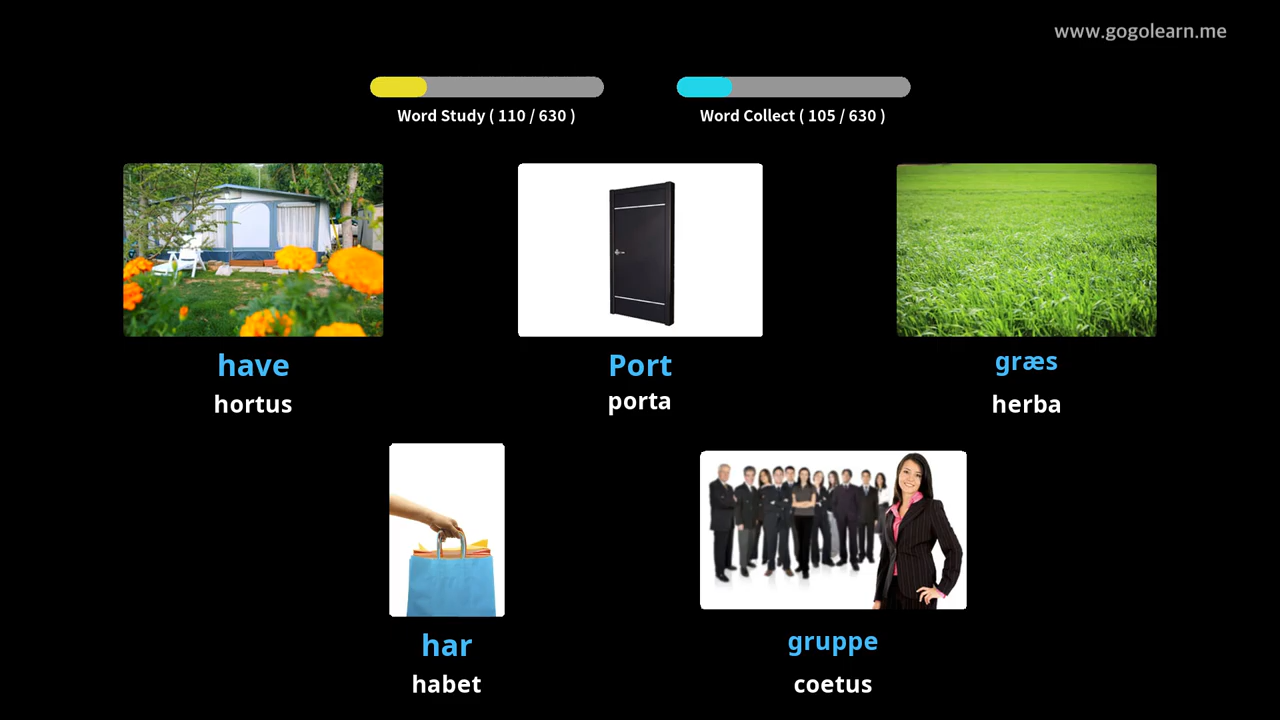 www.gogolearn.me
Word Study ( 110 / 630 )
Word Collect ( 105 / 630 )
have
hortus
Port
porta
græs
herba
har
habet
gruppe
coetus